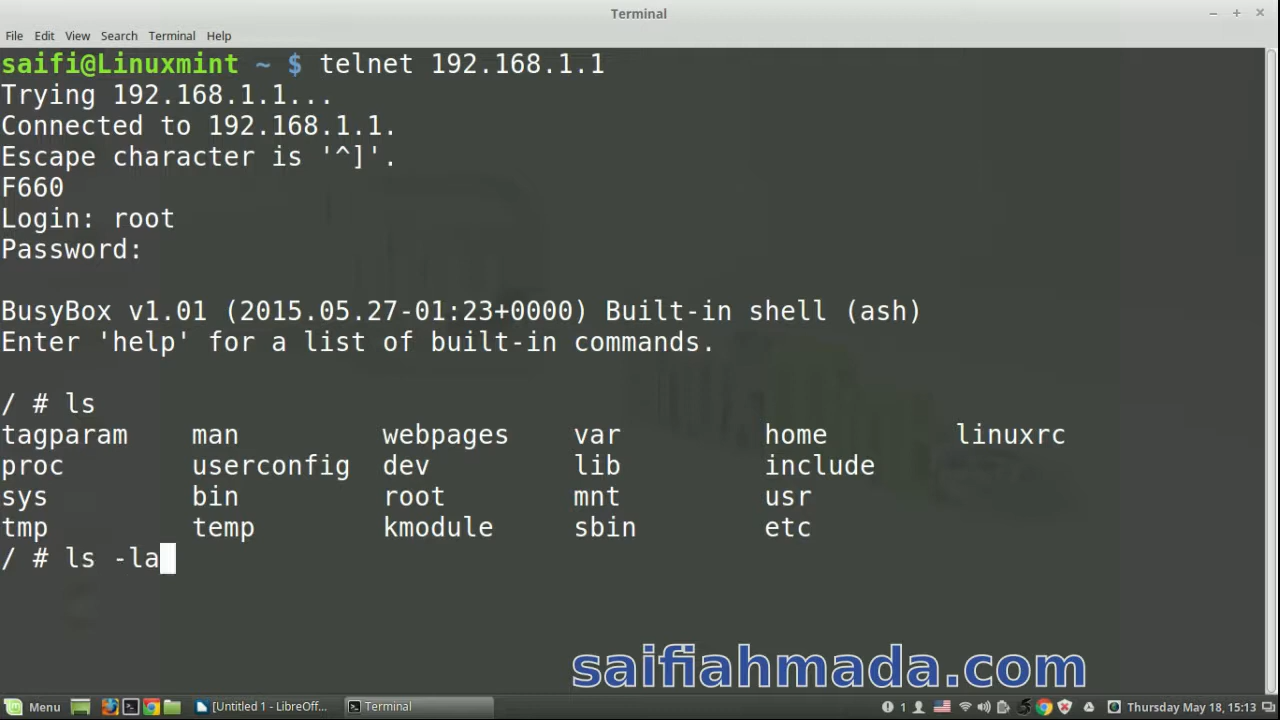 Terminal
File Edit View Search Terminal Help
saifi@Linuxmint ~ $ telnet 192.168.1.1
Trying 192.168.1.1...
Connected to 192.168.1.1.
Escape character is '^]'.
F660
Login: root
Password:
BusyBox v1.01 (2015.05.27-01:23+0000) Built-in shell (ash)
Enter 'help' for a list of built-in commands.
/ # ls
tagparam man webpages var home linuxrc
proc userconfig dev lib include
sys bin root mnt usr
tmp temp kmodule sbin etc
/ # ls -la
saifiahmada.com
Menu [Untitled 1 - LibreOff... Terminal 1 Thursday May 18, 15:13